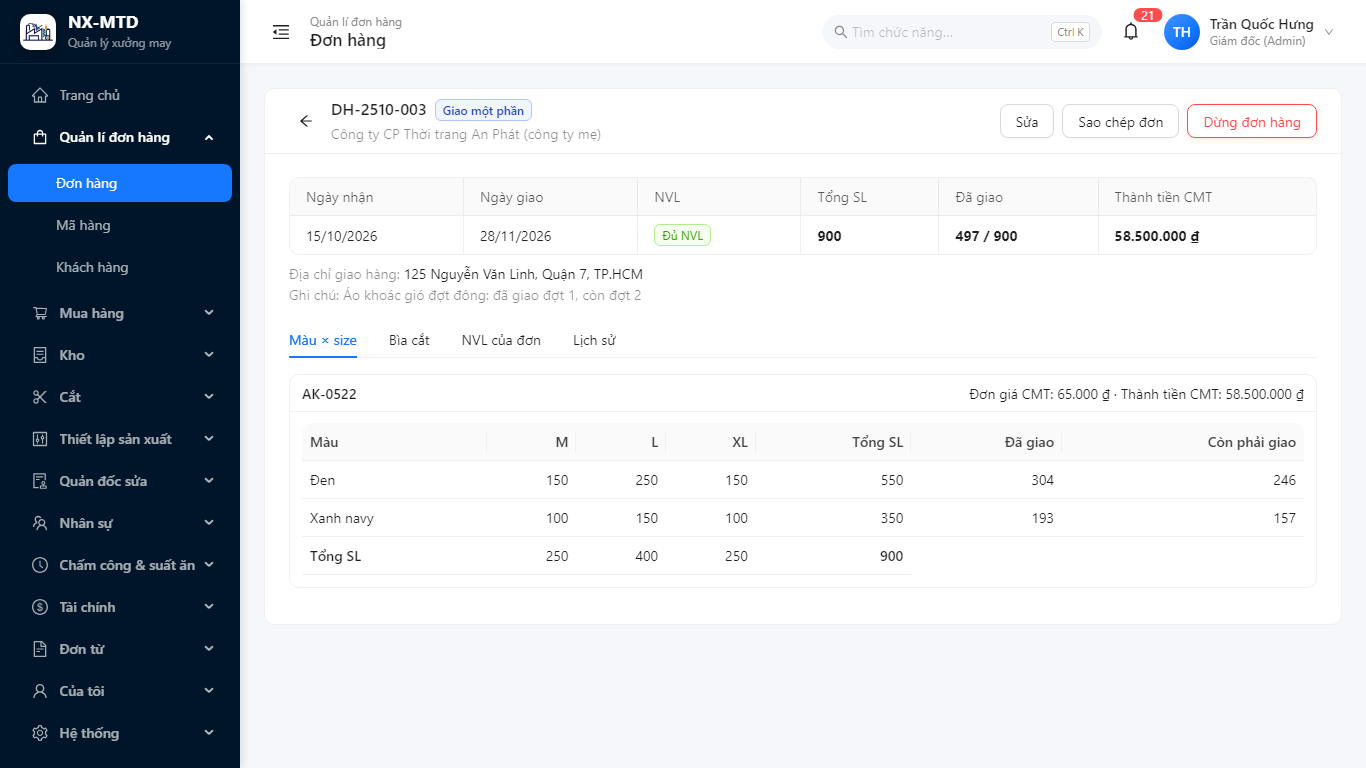 NX-MTD
Quản lý xưởng may
Trang chủ
Quản lí đơn hàng
Đơn hàng
Mã hàng
Khách hàng
Mua hàng
Kho
Cắt
Thiết lập sản xuất
Quản đốc sửa
Nhân sự
Chấm công & suất ăn
Tài chính
Đơn từ
Của tôi
Hệ thống
Quản lí đơn hàng
Đơn hàng
Tìm chức năng...
Ctrl K
21
TH
Trần Quốc Hưng
Giám đốc (Admin)
DH-2510-003 Giao một phần
Công ty CP Thời trang An Phát (công ty mẹ)
Sửa
Sao chép đơn
Dừng đơn hàng
Ngày nhận Ngày giao NVL Tổng SL Đã giao Thành tiền CMT
15/10/2026 28/11/2026 Đủ NVL 900 497 / 900 58.500.000 ₫
Địa chỉ giao hàng: 125 Nguyễn Văn Linh, Quận 7, TP.HCM
Ghi chú: Áo khoác gió đợt đông: đã giao đợt 1, còn đợt 2
Màu × size Bìa cắt NVL của đơn Lịch sử
AK-0522 Đơn giá CMT: 65.000 ₫ · Thành tiền CMT: 58.500.000 ₫
Màu M L XL Tổng SL Đã giao Còn phải giao
Đen 150 250 150 550 304 246
Xanh navy 100 150 100 350 193 157
Tổng SL 250 400 250 900